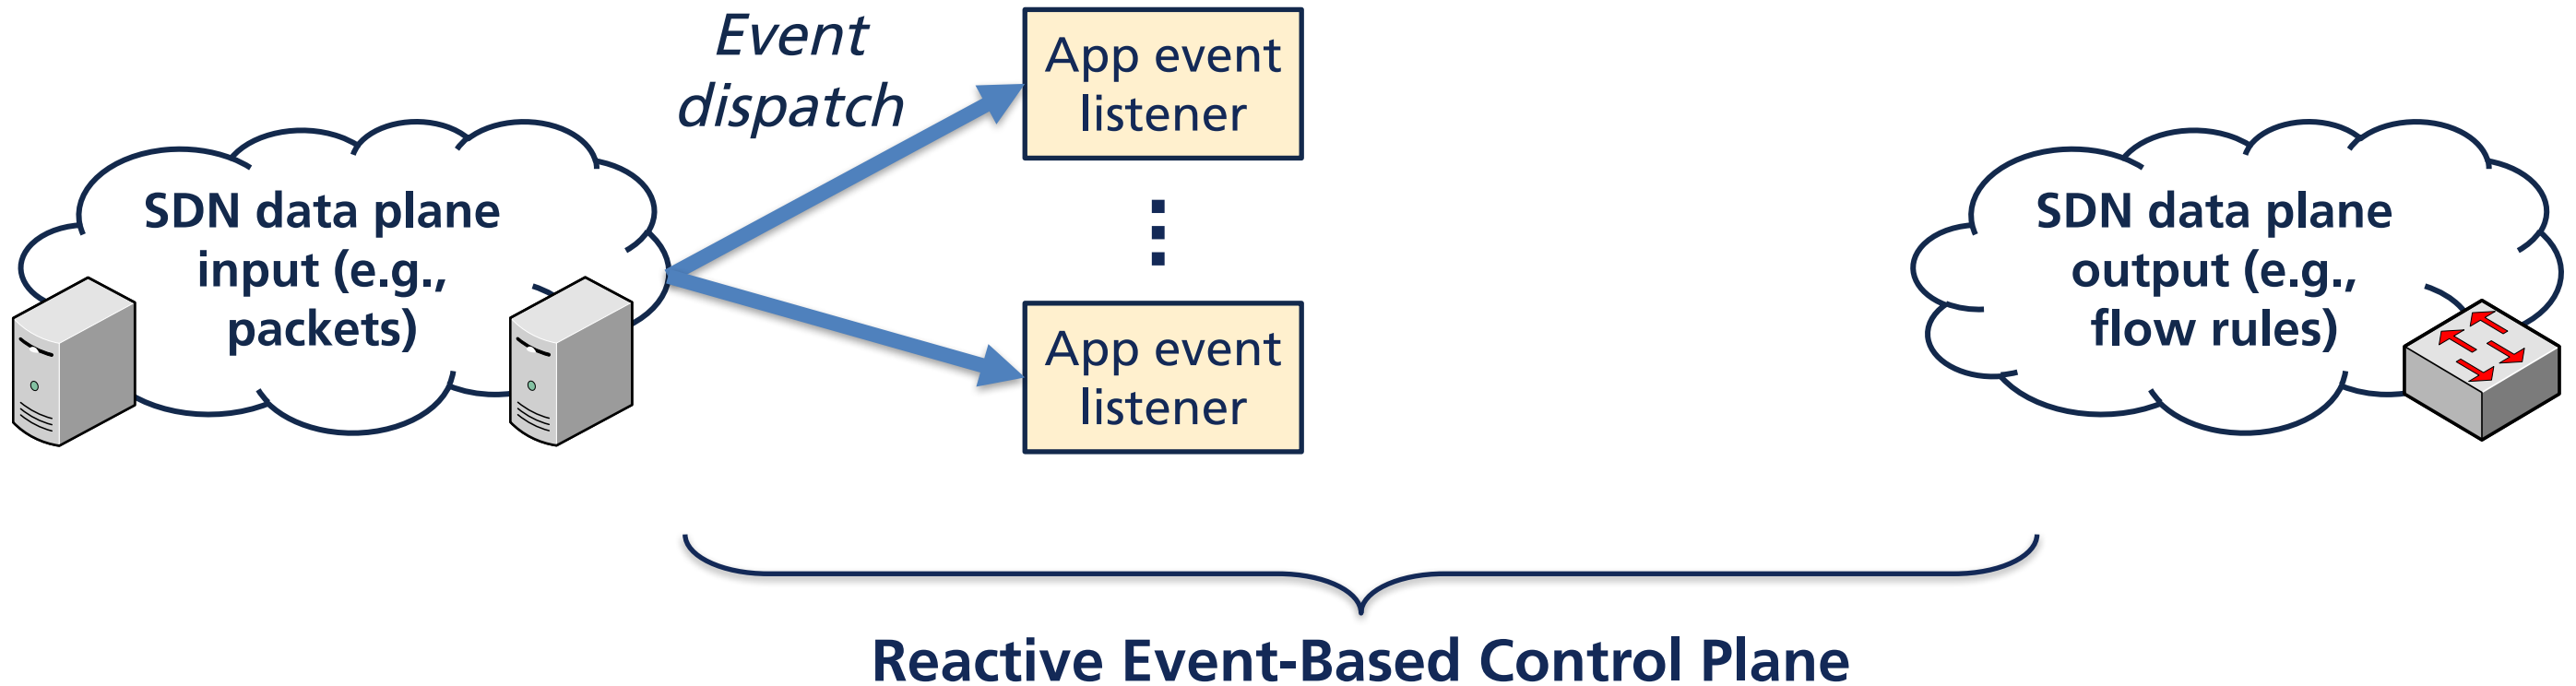 Event
dispatch
App event
listener
SDN data plane
input (e.g.,
packets)
App event
listener
SDN data plane
output (e.g.,
flow rules)
Reactive Event-Based Control Plane